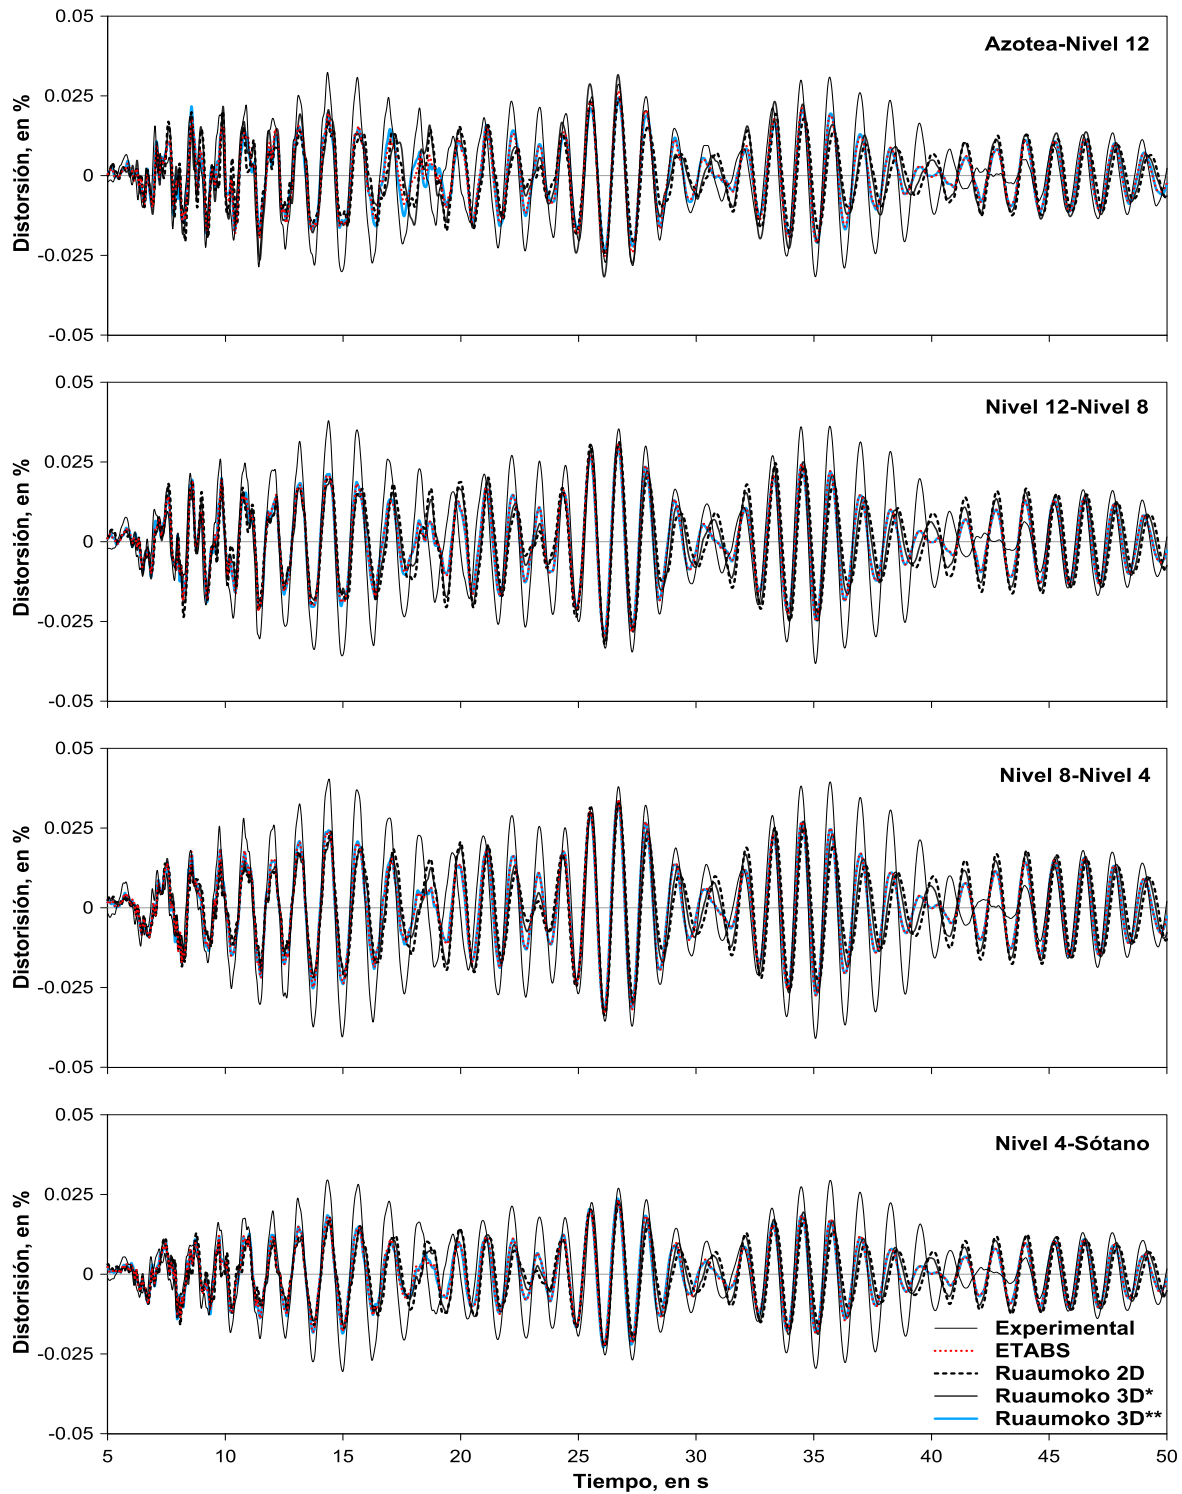 0.05
Azotea-Nivel 12
0.025
0
-0.025
-0.05
Distorsión, en %
0.05
Nivel 12-Nivel 8
0.025
0
-0.025
-0.05
Distorsión, en %
0.05
Nivel 8-Nivel 4
0.025
0
-0.025
-0.05
Distorisión, en %
0.05
Nivel 4-Sótano
0.025
0
-0.025
-0.05
Distorisión, en %
Experimental
ETABS
Ruaumoko 2D
Ruaumoko 3D*
Ruaumoko 3D**
5 10 15 20 25 30 35 40 45 50
Tiempo, en s